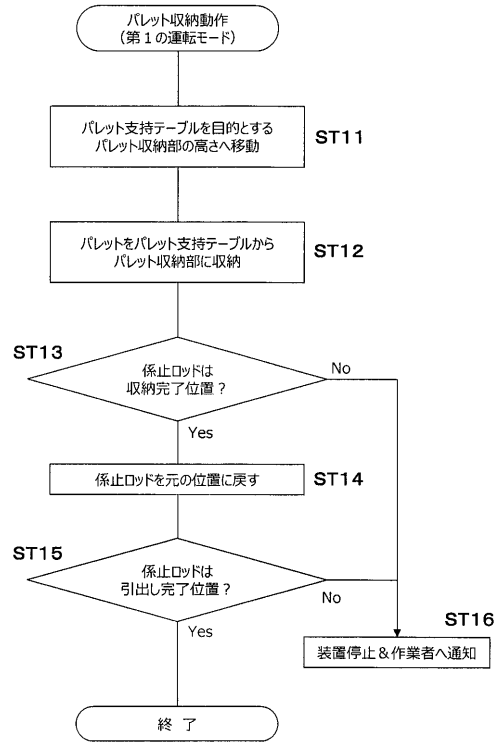 パレット収納動作
（第１の運転モード）
パレット支持テーブルを目的とする
パレット収納部の高さへ移動
ST11
パレットをパレット支持テーブルから
パレット収納部に収納
ST12
ST13
係止ロッドは
収納完了位置？
No
Yes
係止ロッドを元の位置に戻す
ST14
ST15
係止ロッドは
引出し完了位置？
No
Yes
ST16
装置停止＆作業者へ通知
終 了